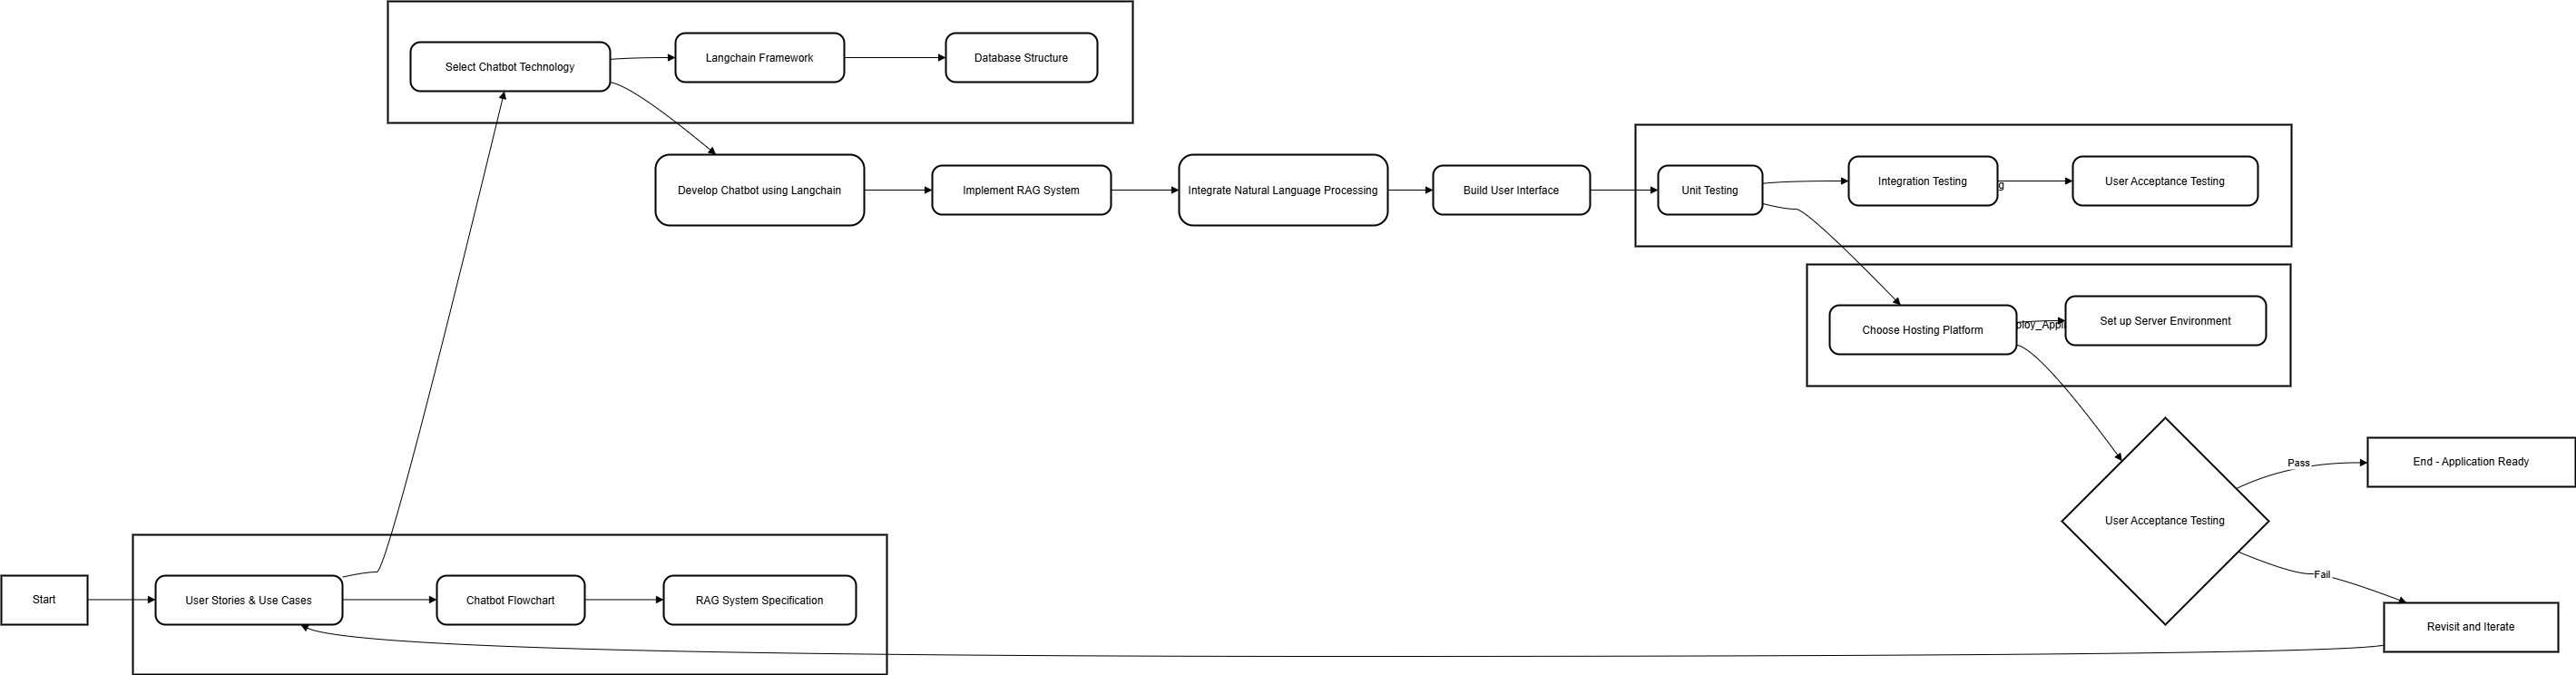 Select Chatbot Technology
Langchain Framework
Database Structure
Develop Chatbot using Langchain
Implement RAG System
Integrate Natural Language Processing
Build User Interface
Unit Testing
Integration Testing
User Acceptance Testing
Choose Hosting Platform
Set up Server Environment
User Acceptance Testing
Pass
End - Application Ready
Fail
Revisit and Iterate
Start
User Stories & Use Cases
Chatbot Flowchart
RAG System Specification